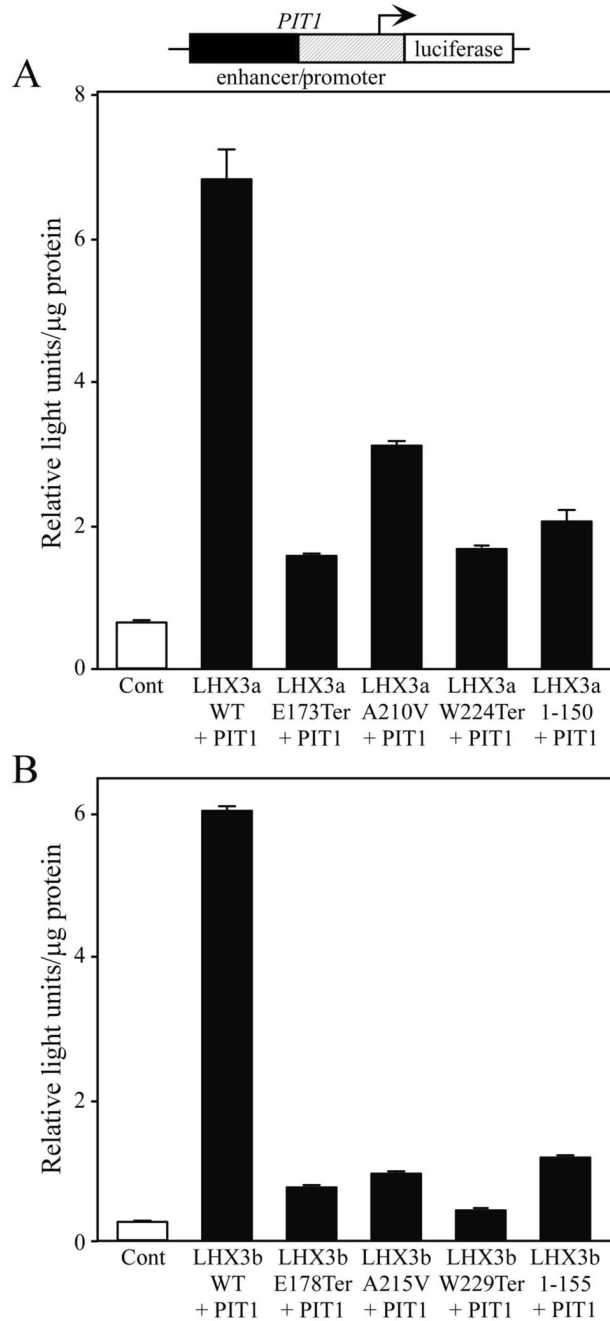 PIT1
luciferase
enhancer/promoter
A
8
6
4
2
0
Relative light units/µg protein
Cont
LHX3a
WT
+ PIT1
LHX3a
E173Ter
+ PIT1
LHX3a
A210V
+ PIT1
LHX3a
W224Ter
+ PIT1
LHX3a
1-150
+ PIT1
B
6
4
2
0
Relative light units/µg protein
Cont
LHX3b
WT
+ PIT1
LHX3b
E178Ter
+ PIT1
LHX3b
A215V
+ PIT1
LHX3b
W229Ter
+ PIT1
LHX3b
1-155
+ PIT1